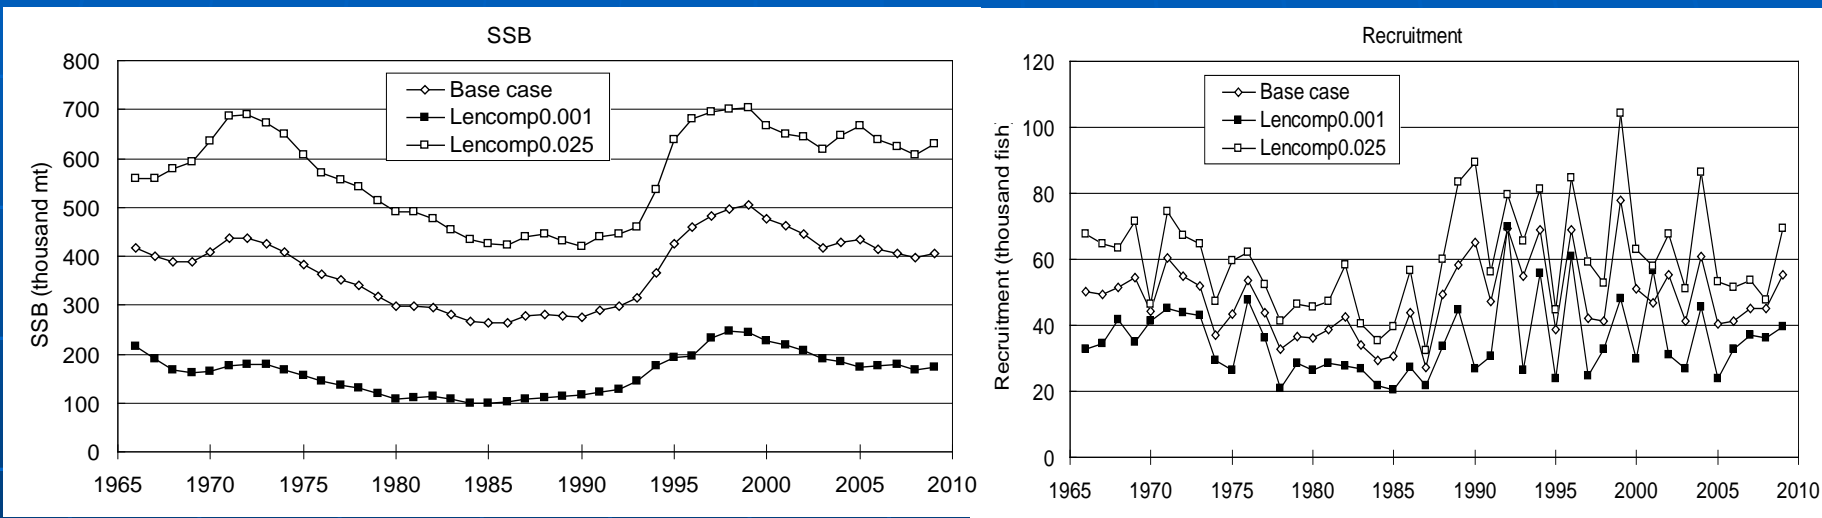 SSB
800
700
600
500
400
300
200
100
0
SSB (thousand mt)
Base case
Lencomp0.001
Lencomp0.025
1965 1970 1975 1980 1985 1990 1995 2000 2005 2010
Recruitment
120
100
80
60
40
20
0
Recruitment (thousand fish)
Base case
Lencomp0.001
Lencomp0.025
1965 1970 1975 1980 1985 1990 1995 2000 2005 2010